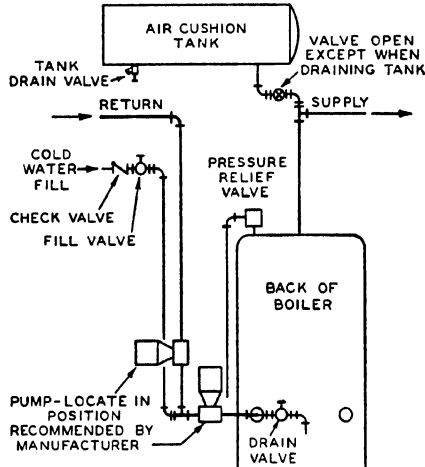 AIR CUSHION
TANK
TANK
DRAIN VALVE
VALVE OPEN
EXCEPT WHEN
DRAINING TANK
RETURN
SUPPLY
COLD
WATER
FILL
PRESSURE
RELIEF
VALVE
CHECK VALVE
FILL VALVE
BACK OF
BOILER
PUMP-LOCATE IN
POSITION
RECOMMENDED BY
MANUFACTURER
DRAIN
VALVE